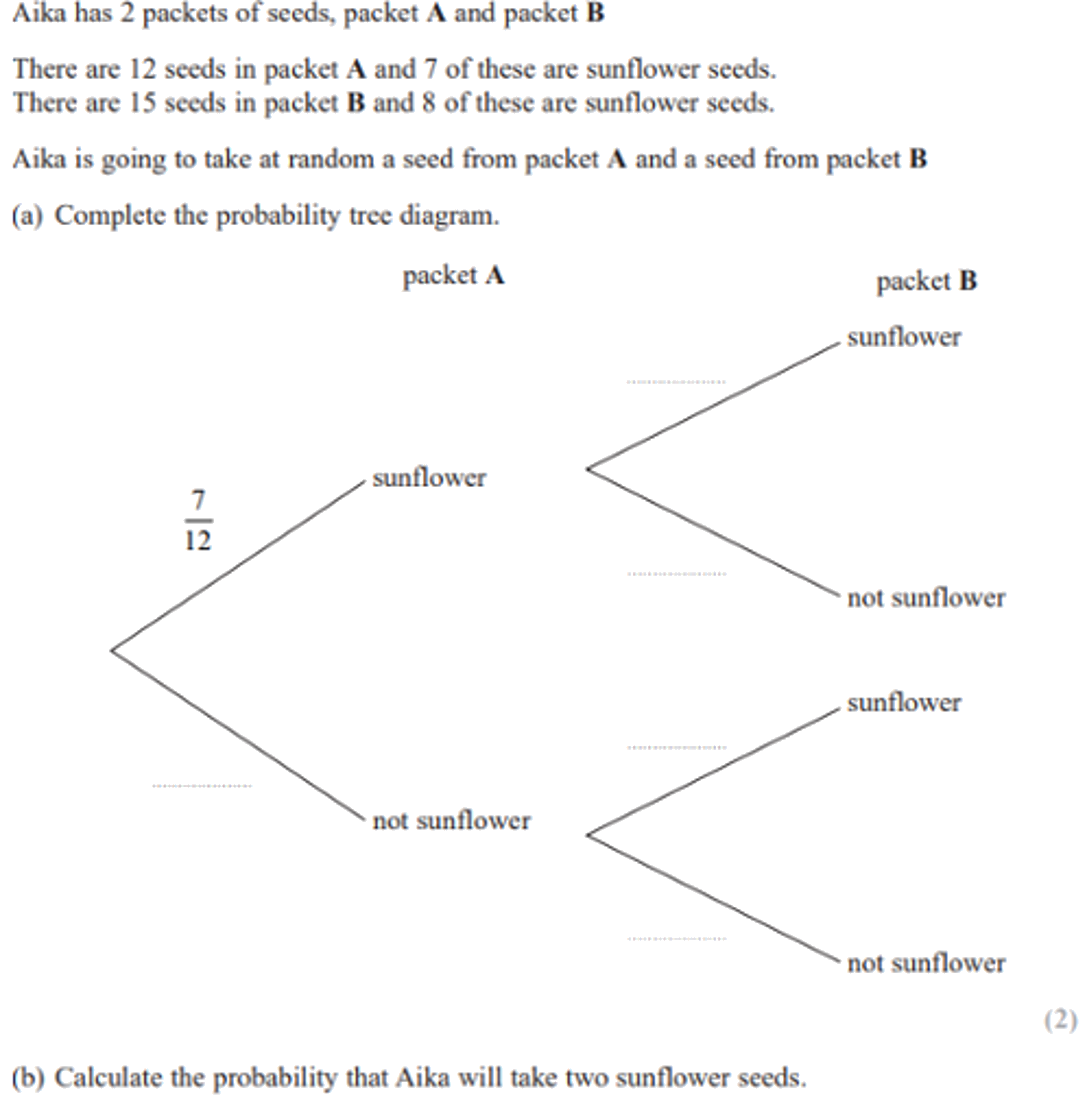 Aika has 2 packets of seeds, packet A and packet B
There are 12 seeds in packet A and 7 of these are sunflower seeds.
There are 15 seeds in packet B and 8 of these are sunflower seeds.
Aika is going to take at random a seed from packet A and a seed from packet B
(a) Complete the probability tree diagram.
packet A
packet B
sunflower
sunflower
7
12
not sunflower
sunflower
not sunflower
not sunflower
(2)
(b) Calculate the probability that Aika will take two sunflower seeds.